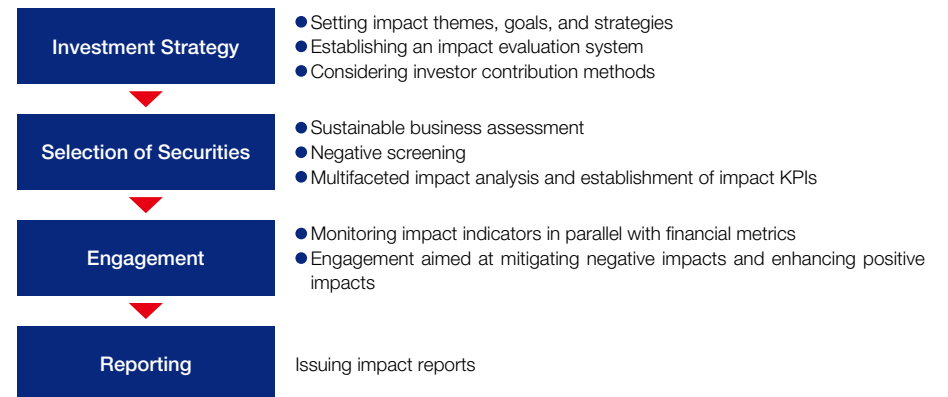 Investment Strategy
● Setting impact themes, goals, and strategies
● Establishing an impact evaluation system
● Considering investor contribution methods
Selection of Securities
● Sustainable business assessment
● Negative screening
● Multifaceted impact analysis and establishment of impact KPIs
Engagement
● Monitoring impact indicators in parallel with financial metrics
● Engagement aimed at mitigating negative impacts and enhancing positive
impacts
Reporting
Issuing impact reports